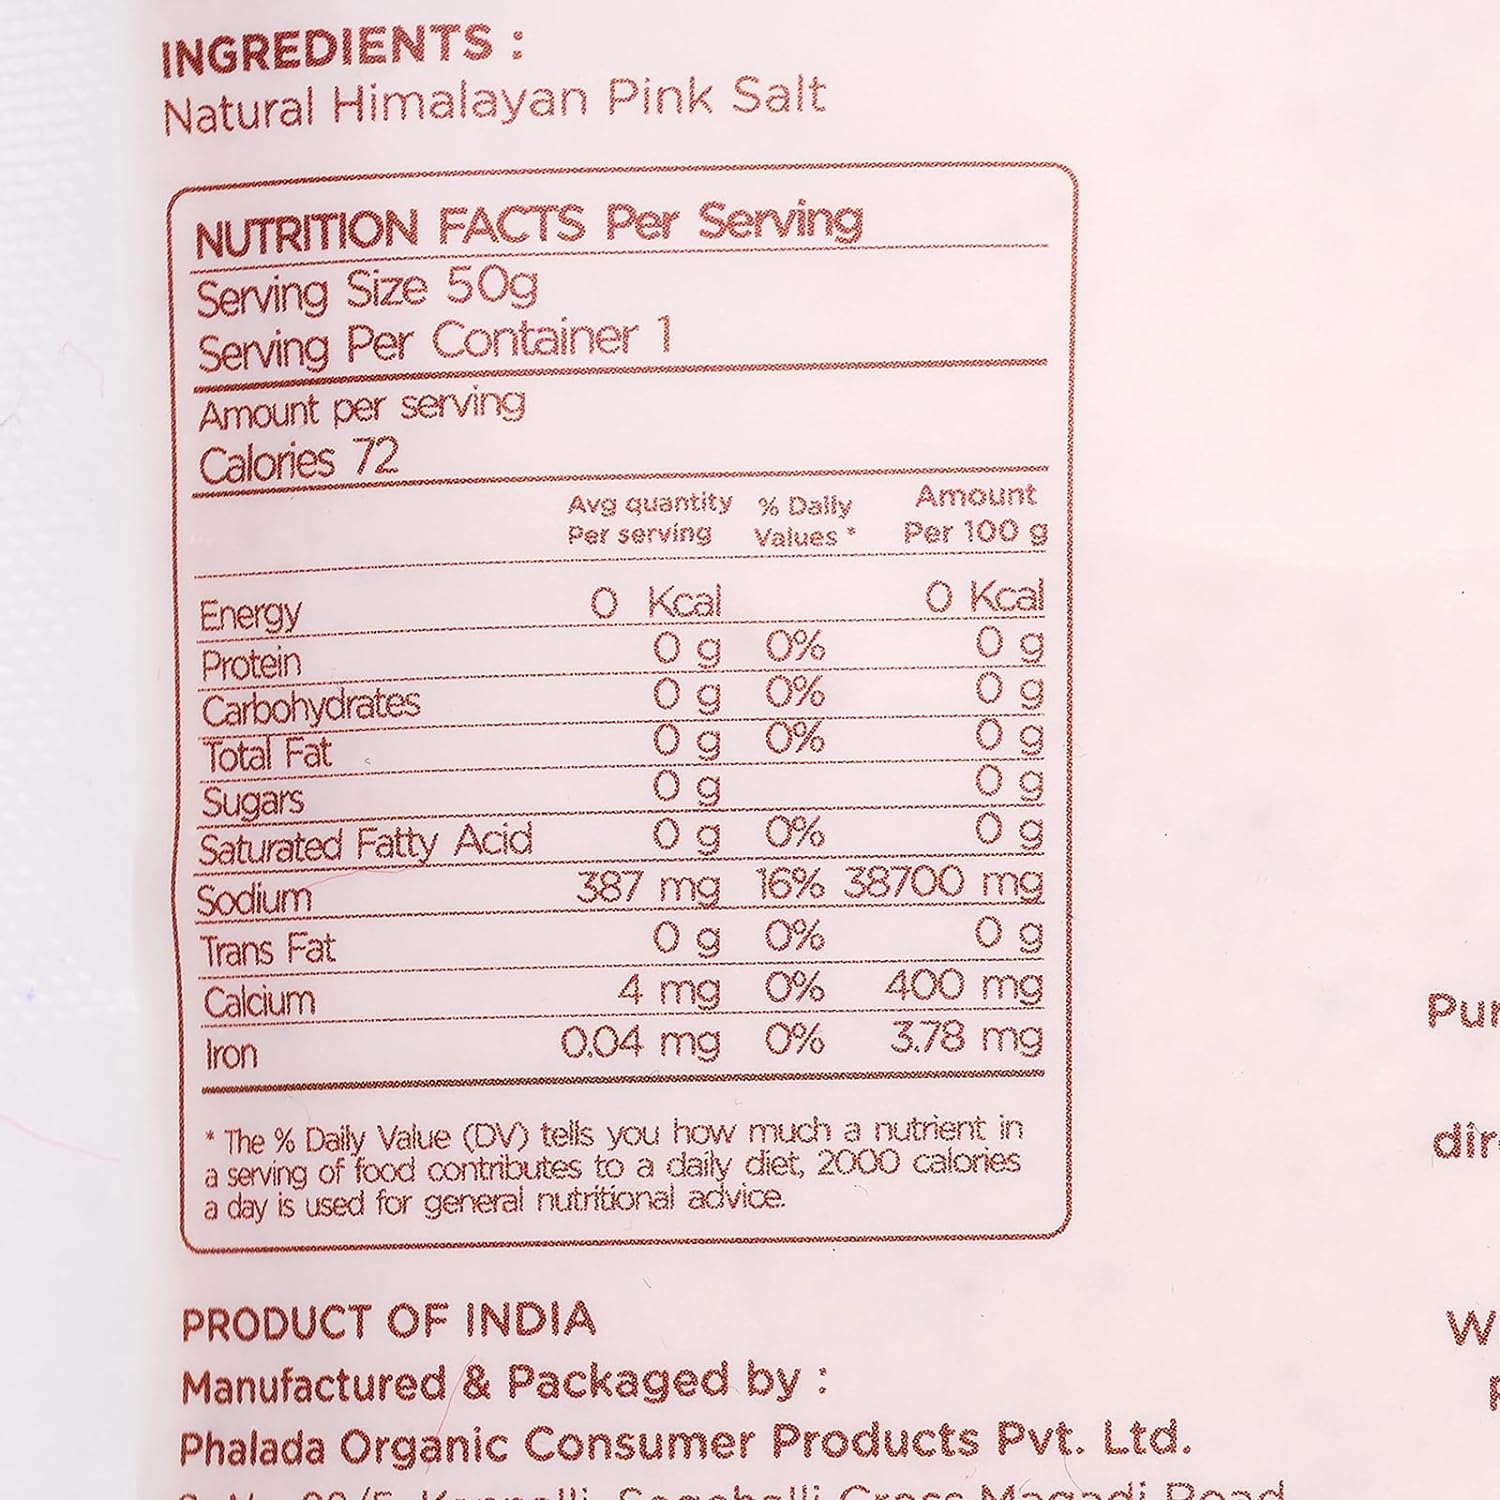 INGREDIENTS :
Natural Himalayan Pink Salt
NUTRITION FACTS Per Serving
Serving Size 50g
Serving Per Container 1
Amount per serving
Calories 72
Avg quantity Per serving % Daily Values * Amount Per 100 g
Energy 0 Kcal 0 Kcal
Protein 0 g 0% 0 g
Carbohydrates 0 g 0% 0 g
Total Fat 0 g 0% 0 g
Sugars 0 g 0 g
Saturated Fatty Acid 0 g 0% 0 g
Sodium 387 mg 16% 38700 mg
Trans Fat 0 g 0% 0 g
Calcium 4 mg 0% 400 mg
Iron 0.04 mg 0% 3.78 mg
* The % Daily Value (DV) tells you how much a nutrient in
a serving of food contributes to a daily diet, 2000 calories
a day is used for general nutritional advice.
PRODUCT OF INDIA
Manufactured & Packaged by :
Phalada Organic Consumer Products Pvt. Ltd.
Cross Magadi Road